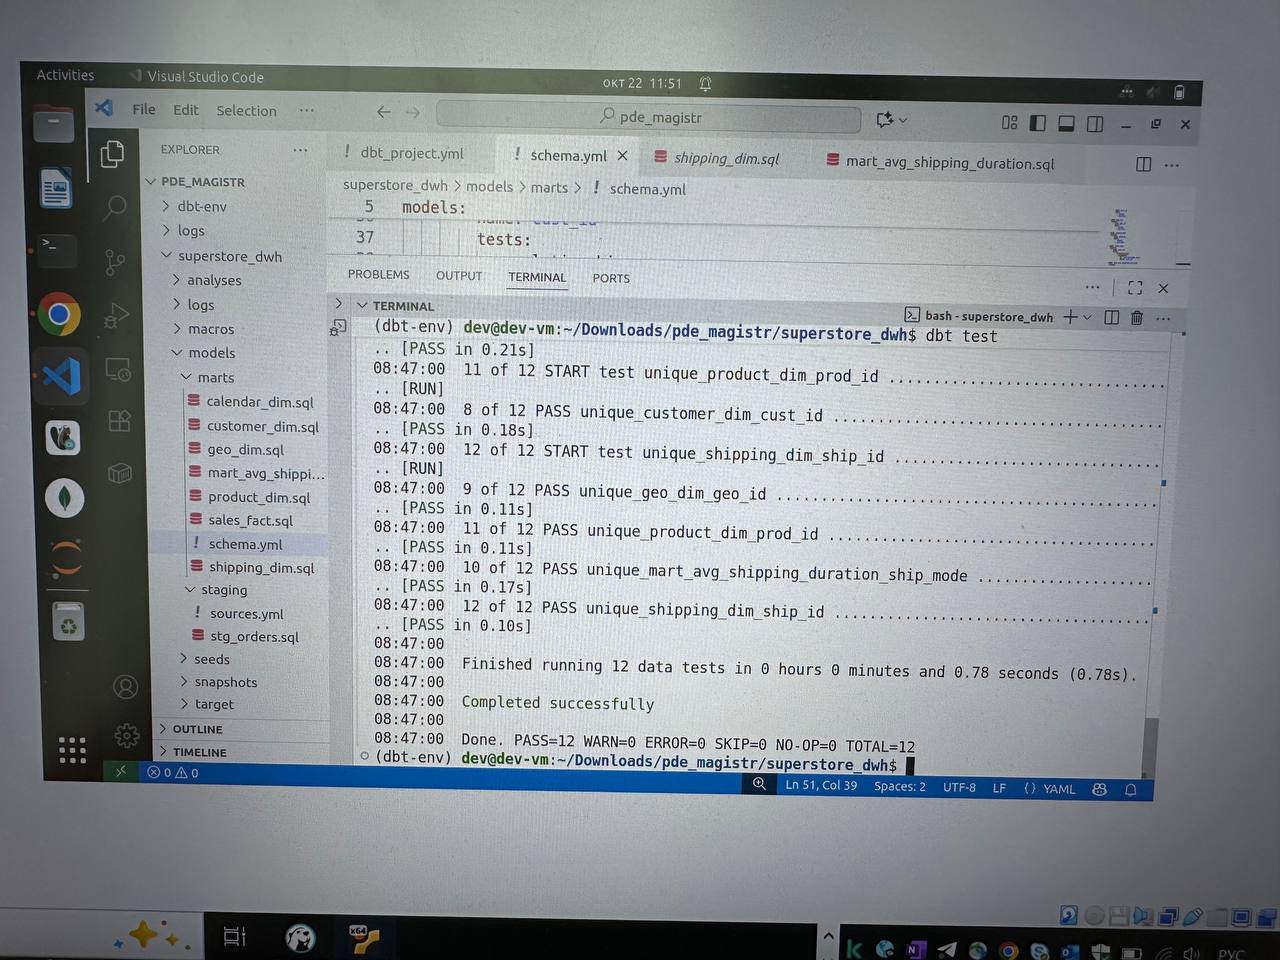 Activities
Visual Studio Code
окт 22 11:51
File Edit Selection ···
pde_magistr
EXPLORER ···
PDE_MAGISTR
dbt-env
logs
superstore_dwh
analyses
logs
macros
models
marts
calendar_dim.sql
customer_dim.sql
geo_dim.sql
mart_avg_shippi...
product_dim.sql
sales_fact.sql
! schema.yml
shipping_dim.sql
staging
! sources.yml
stg_orders.sql
seeds
snapshots
target
OUTLINE
TIMELINE
! dbt_project.yml
! schema.yml
shipping_dim.sql
mart_avg_shipping_duration.sql
superstore_dwh > models > marts > ! schema.yml
5 models:
37 tests:
PROBLEMS OUTPUT TERMINAL PORTS
TERMINAL
bash - superstore_dwh
(dbt-env) dev@dev-vm:~/Downloads/pde_magistr/superstore_dwh$ dbt test
.. [PASS in 0.21s]
08:47:00 11 of 12 START test unique_product_dim_prod_id ..................................
.. [RUN]
08:47:00 8 of 12 PASS unique_customer_dim_cust_id ..................................
.. [PASS in 0.18s]
08:47:00 12 of 12 START test unique_shipping_dim_ship_id ..................................
.. [RUN]
08:47:00 9 of 12 PASS unique_geo_dim_geo_id ..................................
.. [PASS in 0.11s]
08:47:00 11 of 12 PASS unique_product_dim_prod_id ..................................
.. [PASS in 0.11s]
08:47:00 10 of 12 PASS unique_mart_avg_shipping_duration_ship_mode ......................
.. [PASS in 0.17s]
08:47:00 12 of 12 PASS unique_shipping_dim_ship_id ..................................
.. [PASS in 0.10s]
08:47:00
08:47:00 Finished running 12 data tests in 0 hours 0 minutes and 0.78 seconds (0.78s).
08:47:00
08:47:00 Completed successfully
08:47:00
08:47:00 Done. PASS=12 WARN=0 ERROR=0 SKIP=0 NO-OP=0 TOTAL=12
(dbt-env) dev@dev-vm:~/Downloads/pde_magistr/superstore_dwh$
0 0
Ln 51, Col 39 Spaces: 2 UTF-8 LF {} YAML
x64
РУС